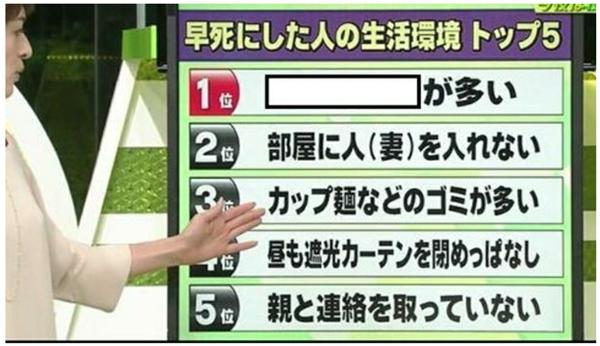 早死にした人の生活環境 トップ5
1位 が多い
2位 部屋に人(妻)を入れない
3位 カップ麺などのゴミが多い
4位 昼も遮光カーテンを閉めっぱなし
5位 親と連絡を取っていない